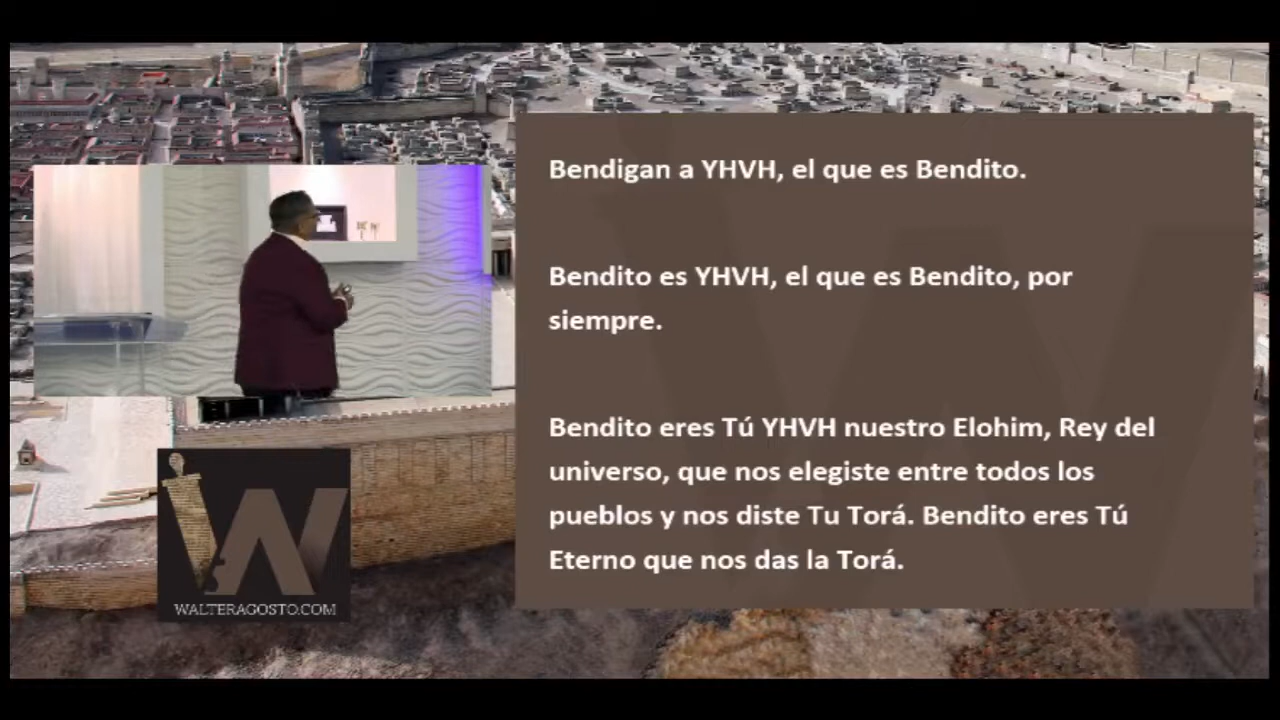 Bendigan a YHVH, el que es Bendito.
Bendito es YHVH, el que es Bendito, por
siempre.
Bendito eres Tú YHVH nuestro Elohim, Rey del
universo, que nos elegiste entre todos los
pueblos y nos diste Tu Torá. Bendito eres Tú
Eterno que nos das la Torá.
W
WALTERAGOSTO.COM